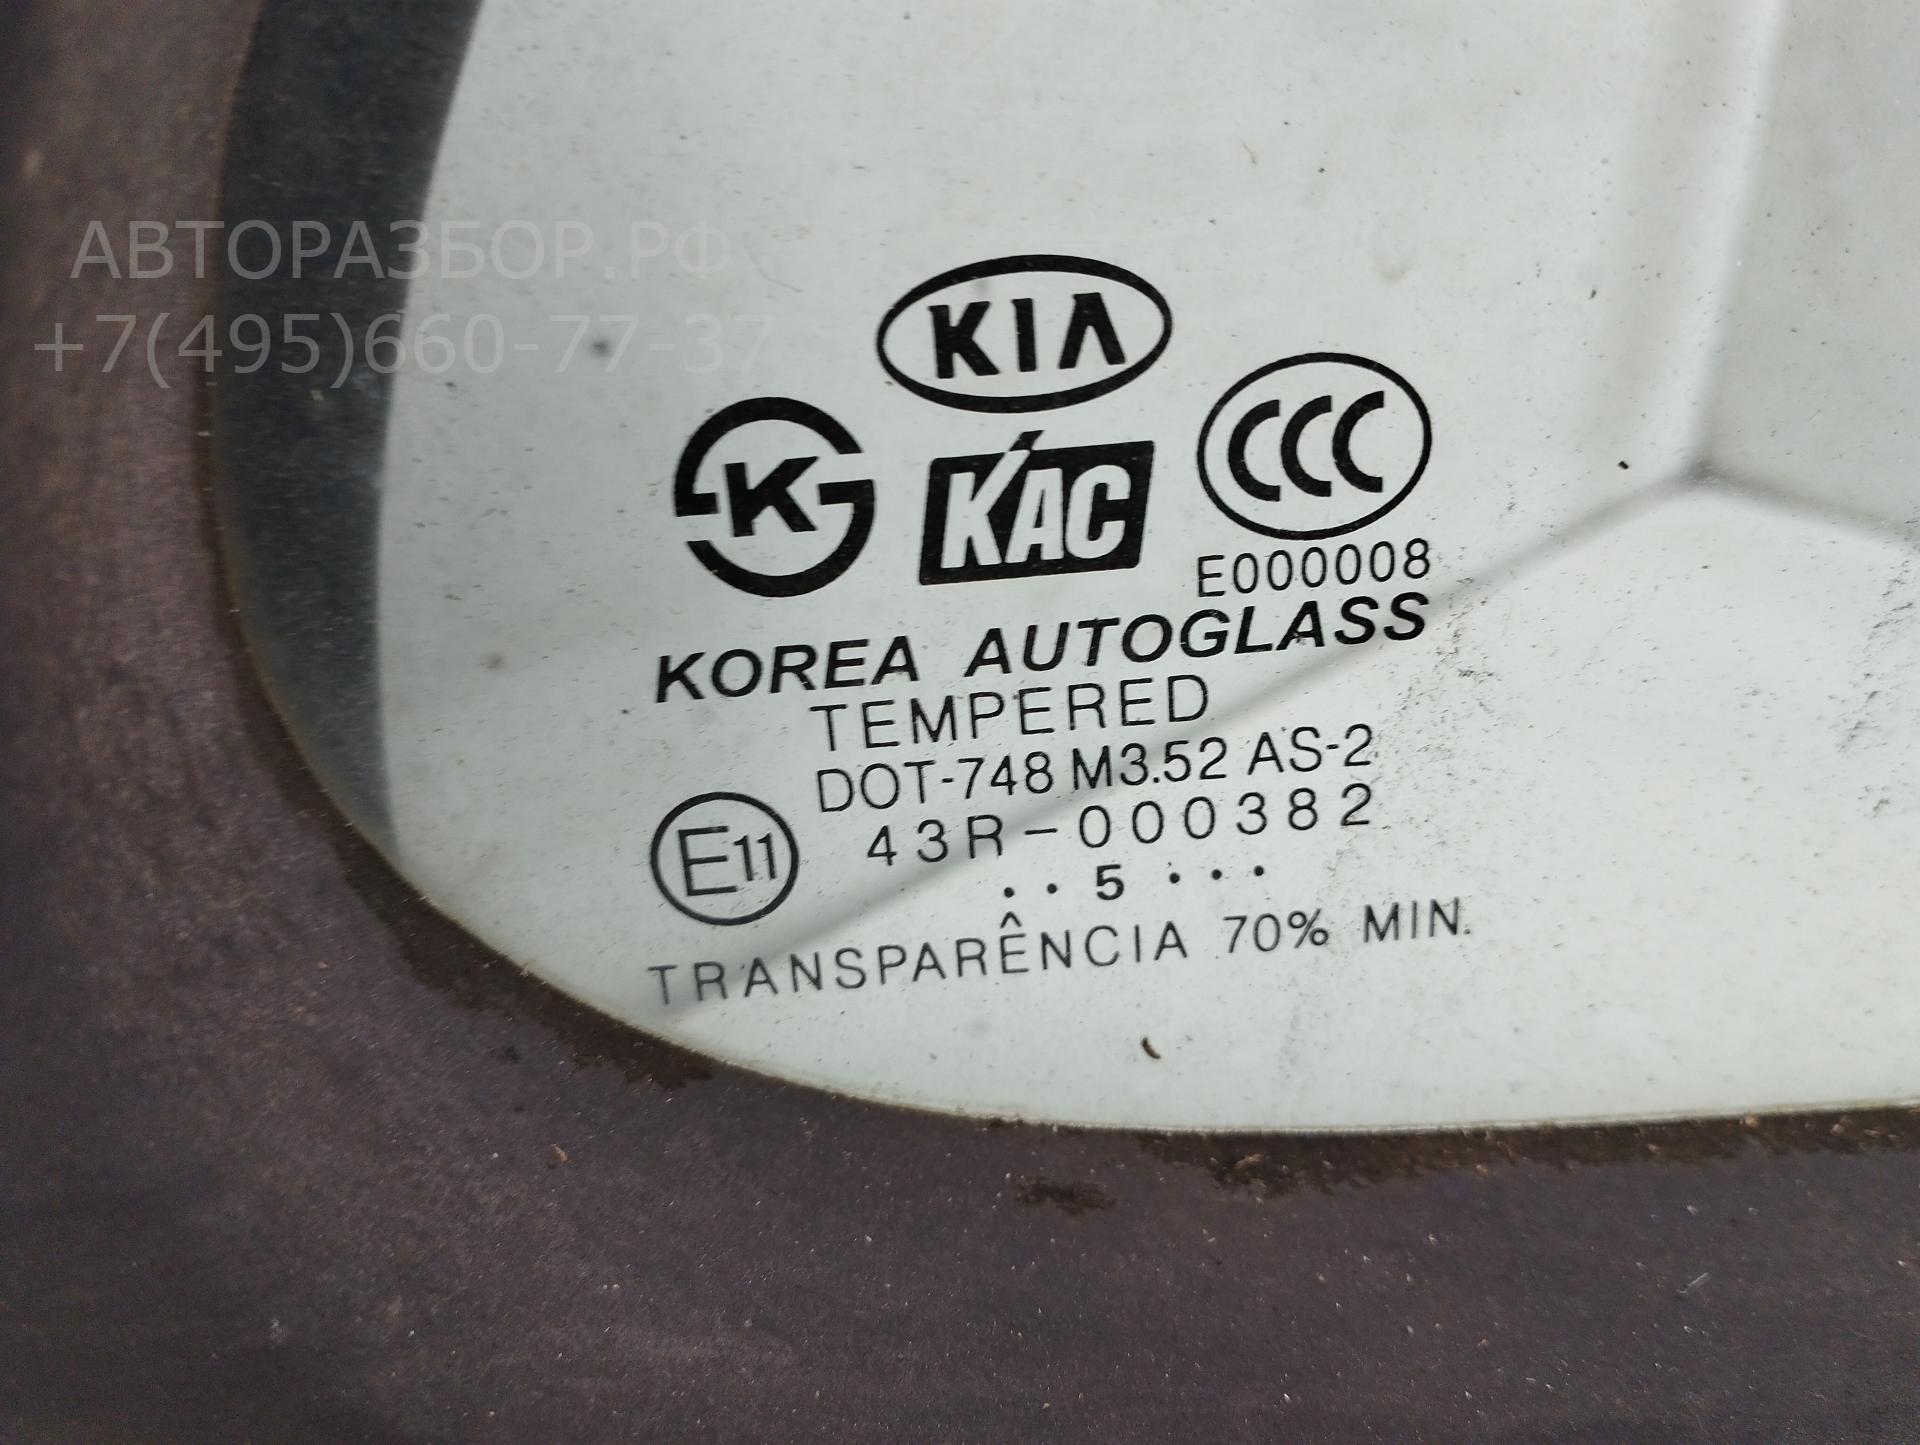 АВТОРАЗБОР.РФ
+7(495)660-77-37
KIA
K
KAC
CCC
E000008
KOREA AUTOGLASS
TEMPERED
DOT-748 M3.52 AS-2
E11
43R-000382
..5...
TRANSPARÊNCIA 70% MIN.